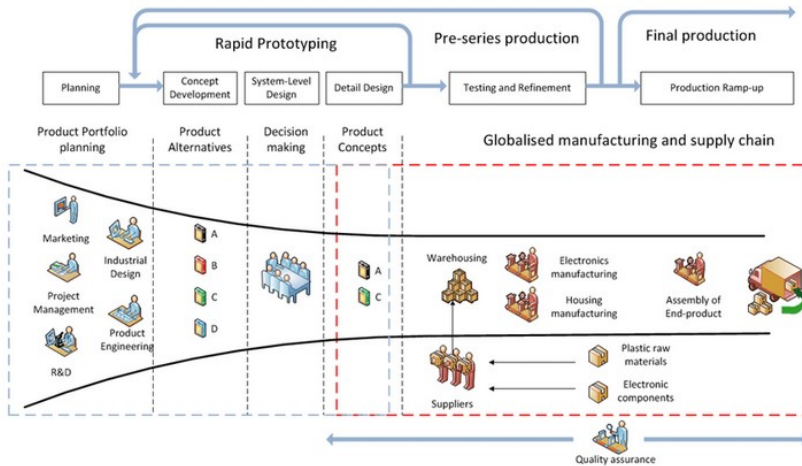 Rapid Prototyping
Pre-series production
Final production
Planning
Concept
Development
System-Level
Design
Detail Design
Testing and Refinement
Production Ramp-up
Product Portfolio
planning
Product
Alternatives
Decision
making
Product
Concepts
Globalised manufacturing and supply chain
Marketing
Industrial
Design
Project
Management
Product
Engineering
R&D
A
B
C
D
A
C
Warehousing
Electronics
manufacturing
Housing
manufacturing
Assembly of
End-product
Suppliers
Plastic raw
materials
Electronic
components
Quality assurance